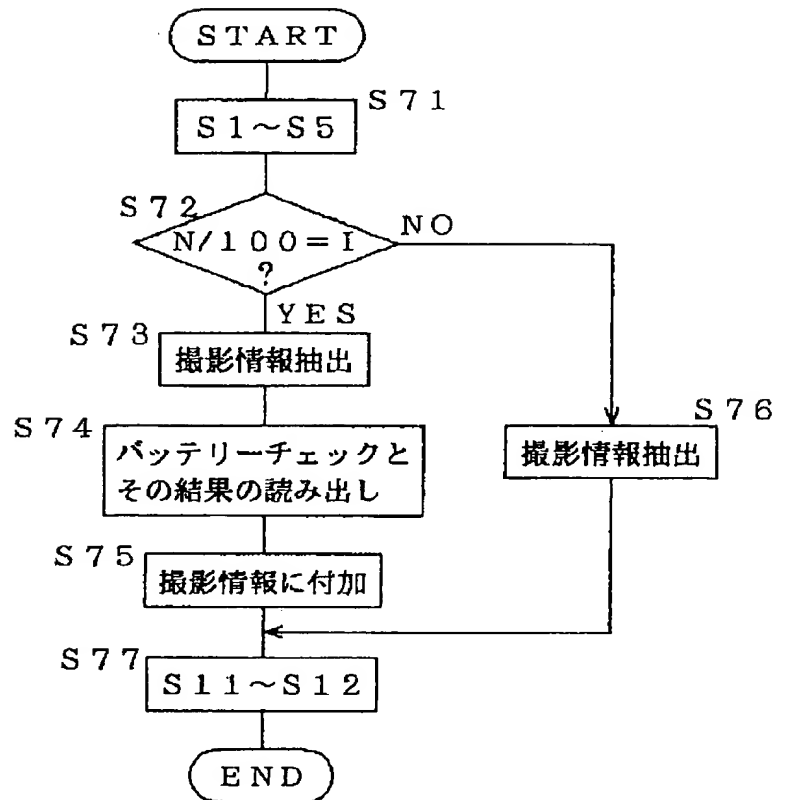 START
S71
S1～S5
S72
N/100=I
?
NO
YES
S73
撮影情報抽出
S74
バッテリーチェックと
その結果の読み出し
S76
撮影情報抽出
S75
撮影情報に付加
S77
S11～S12
END